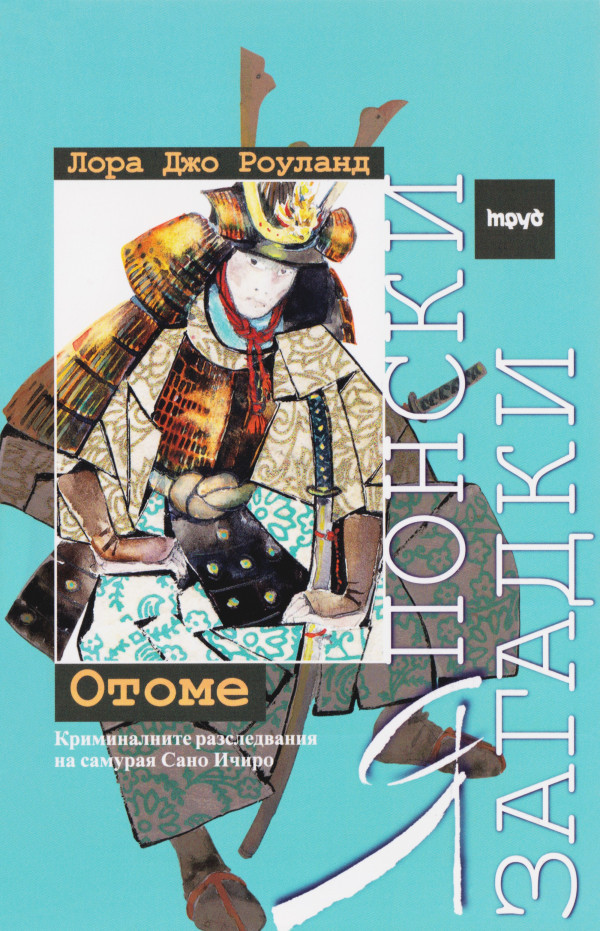 Лора Джо Роуланд
труд
ЯПОНСКИ
ЗАГАДКИ
Отоме
Криминалните разследвания
на самурая Сано Ичиро